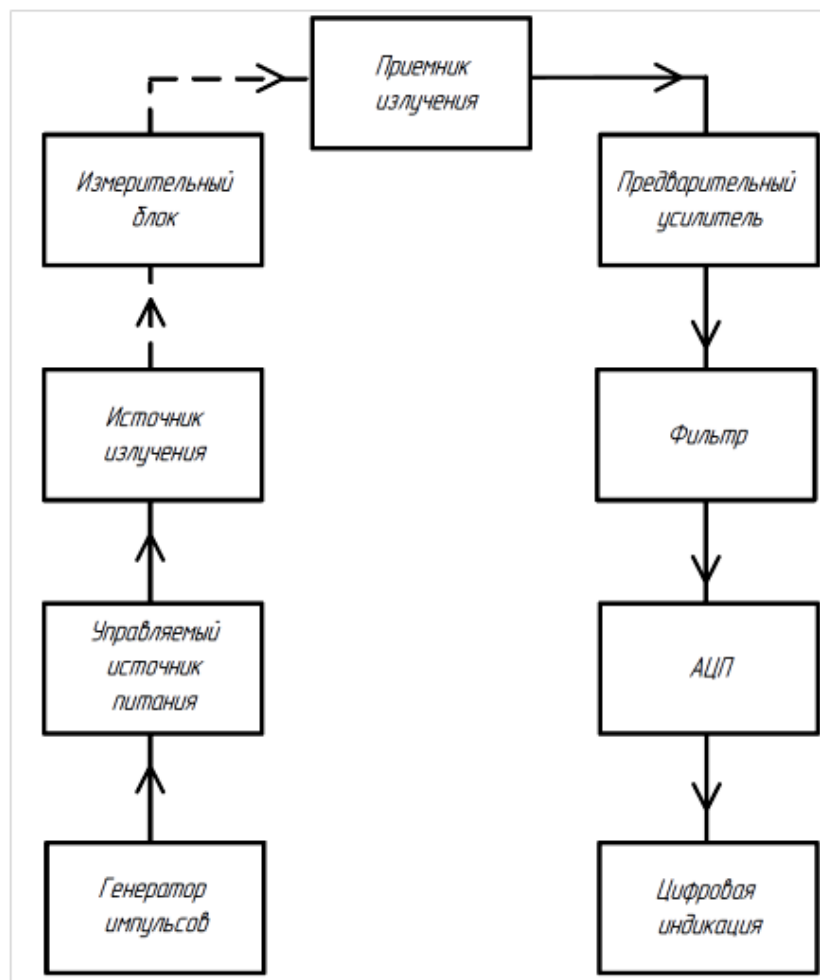 Приемник
излучения
Измерительный
блок
Предварительный
усилитель
Источник
излучения
Фильтр
Управляемый
источник
питания
АЦП
Генератор
импульсов
Цифровая
индикация